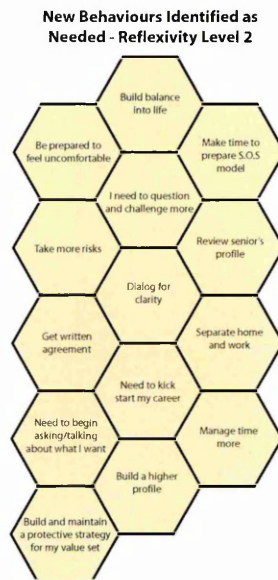 New Behaviours Identified as
Needed - Reflexivity Level 2
Build balance
into life
Be prepared to
feel uncomfortable
Make time to
prepare S.O.S
model
I need to question
and challenge more
Take more risks
Review senior's
profile
Dialog for
clarity
Get written
agreement
Separate home
and work
Need to kick
start my career
Need to begin
asking/talking
about what I want
Manage time
more
Build a higher
profile
Build and maintain
a protective strategy
for my value set